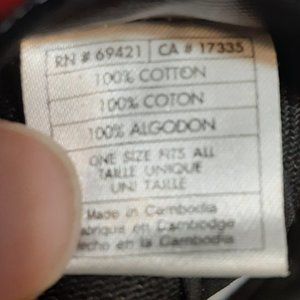 RN # 69421 CA # 17335
100% COTTON
100% COTON
100% ALGODON
ONE SIZE FITS ALL
TAILLE UNIQUE
UNI TAILLE
Made in Cambodia
abrique en Cambodge
echo en la Cambodia